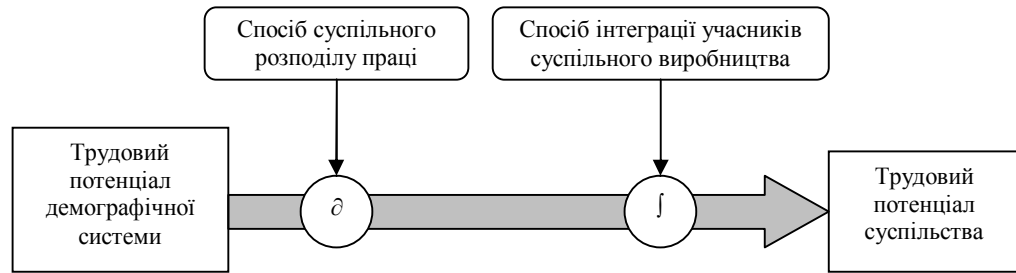 Спосіб суспільного
розподілу праці
Спосіб інтеграції учасників
суспільного виробництва
Трудовий
потенціал
демографічної
системи
∂
∫
Трудовий
потенціал
суспільства